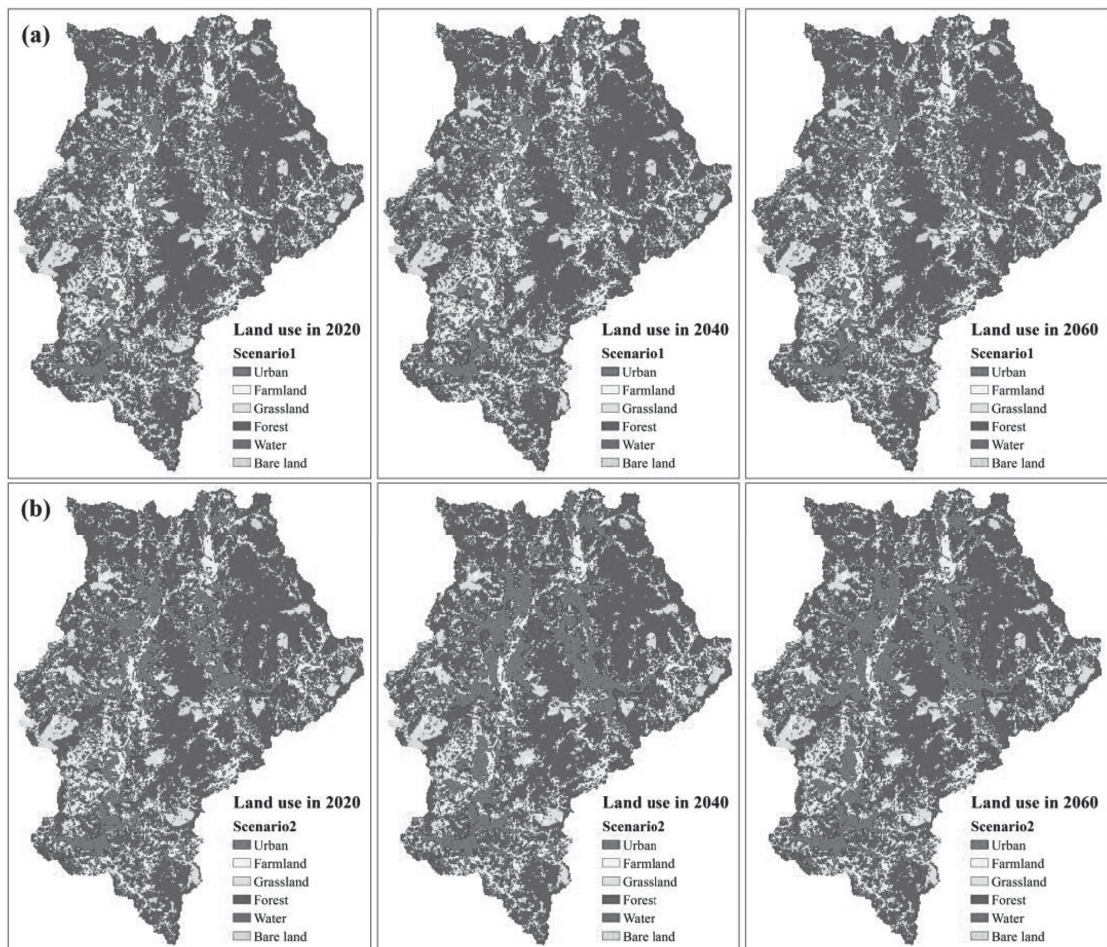 (a)
Land use in 2020
Scenario1
Urban
Farmland
Grassland
Forest
Water
Bare land
Land use in 2040
Scenario1
Urban
Farmland
Grassland
Forest
Water
Bare land
Land use in 2060
Scenario1
Urban
Farmland
Grassland
Forest
Water
Bare land
(b)
Land use in 2020
Scenario2
Urban
Farmland
Grassland
Forest
Water
Bare land
Land use in 2040
Scenario2
Urban
Farmland
Grassland
Forest
Water
Bare land
Land use in 2060
Scenario2
Urban
Farmland
Grassland
Forest
Water
Bare land